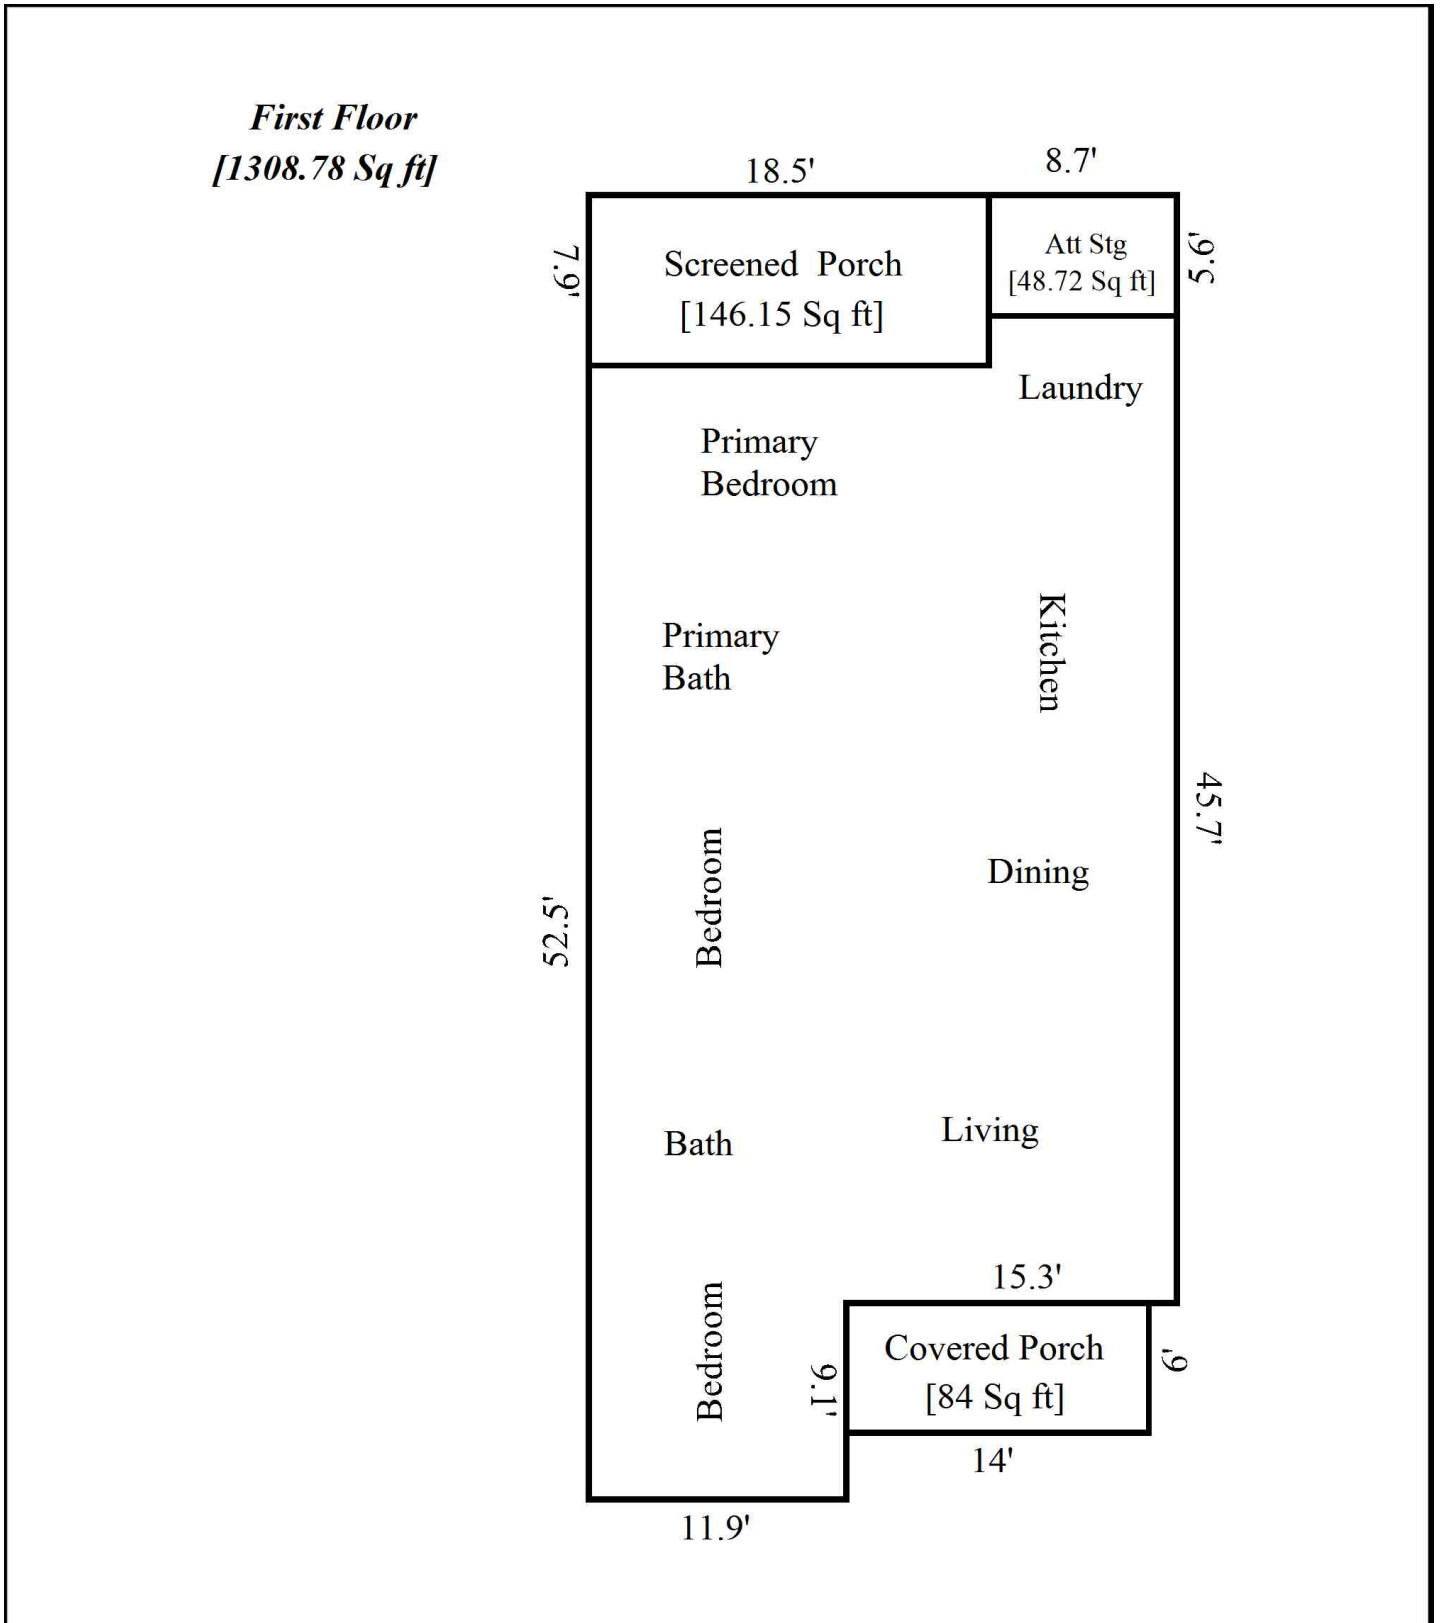 First Floor
[1308.78 Sq ft]
18.5'
8.7'
7.9'
Screened Porch
[146.15 Sq ft]
Att Stg
[48.72 Sq ft]
5.6'
Laundry
Primary
Bedroom
Kitchen
Primary
Bath
45.7'
Bedroom
Dining
52.5'
Bath
Living
15.3'
Bedroom
9.1'
Covered Porch
[84 Sq ft]
6'
14'
11.9'